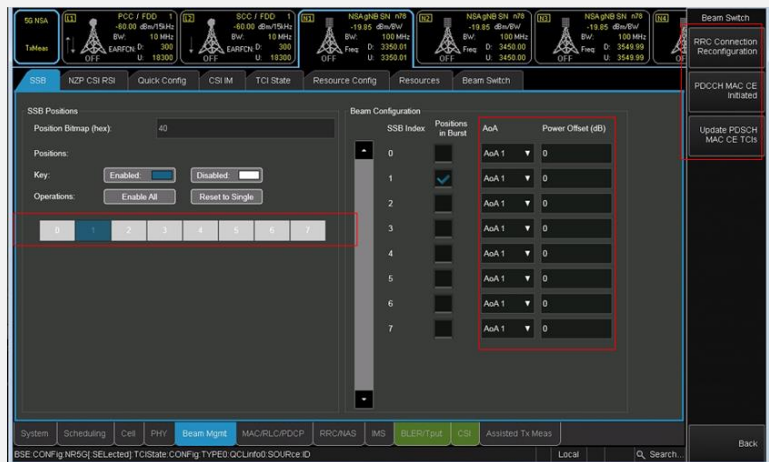 5G NSA
TxMeas
L1
PCC / FDD 1
-60.00 dBm/15kHz
BW: 10 MHz
EARFCN D: 300
U: 18300
OFF
L2
SCC / FDD 1
-60.00 dBm/15kHz
BW: 10 MHz
EARFCN D: 300
U: 18300
OFF
N1
NSAgNB SN n78
-19.85 dBm/BW
BW: 100 MHz
Freq D: 3350.01
U: 3350.01
OFF
N2
NSAgNB SN n78
-19.85 dBm/BW
BW: 100 MHz
Freq D: 3450.00
U: 3450.00
OFF
N3
NSAgNB SN n78
-19.85 dBm/BW
BW: 100 MHz
Freq D: 3549.99
U: 3549.99
OFF
N4
OFF
Beam Switch
RRC Connection
Reconfiguration
PDCCH MAC CE
Initiated
Update PDSCH
MAC CE TCIs
Back
SSB NZP CSI RSI Quick Config CSI IM TCI State Resource Config Resources Beam Switch
SSB Positions
Position Bitmap (hex): 40
Positions:
Key: Enabled: Disabled:
Operations: Enable All Reset to Single
0 1 2 3 4 5 6 7
Beam Configuration
SSB Index Positions in Burst AoA Power Offset (dB)
0 AoA 1 0
1 AoA 1 0
2 AoA 1 0
3 AoA 1 0
4 AoA 1 0
5 AoA 1 0
6 AoA 1 0
7 AoA 1 0
System Scheduling Cell PHY Beam Mgmt MAC/RLC/PDCP RRC/NAS IMS BLER/Tput CSI Assisted Tx Meas
BSE:CONFig:NR5G[:SELected]:TCIState:CONFig:TYPE0:QCLinfo0:SOURce:ID
Local Search...